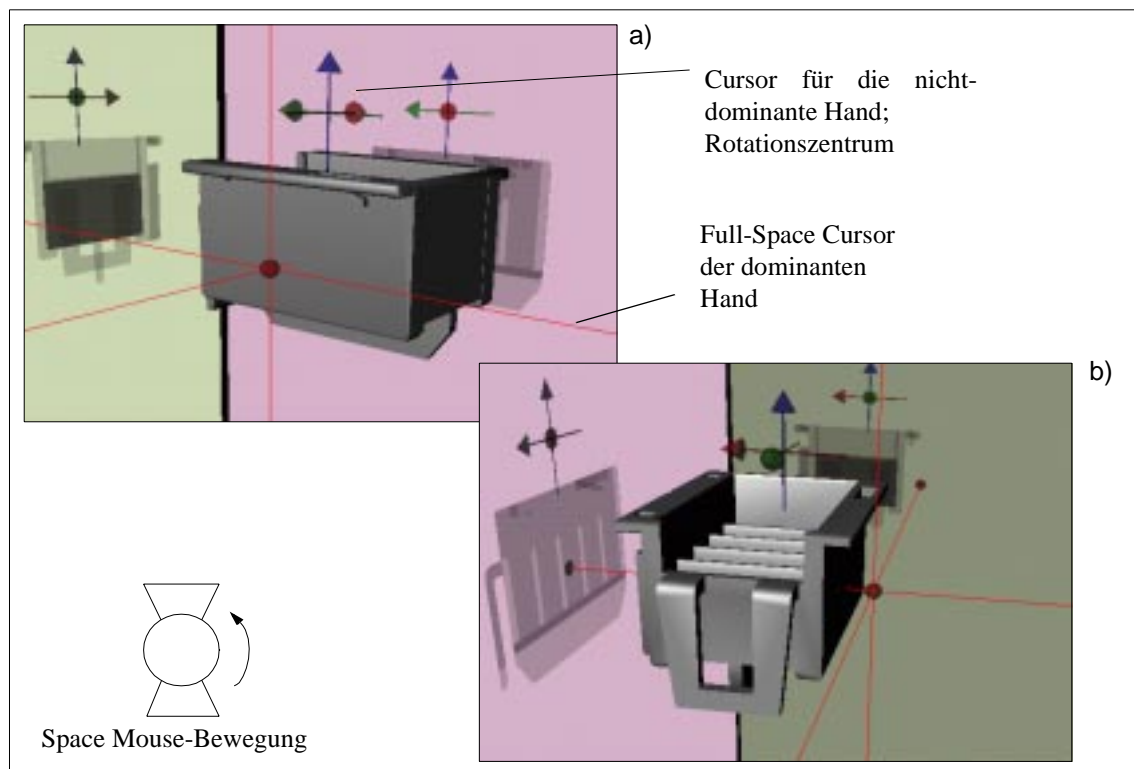 a)
Cursor für die nicht-
dominante Hand;
Rotationszentrum
Full-Space Cursor
der dominanten
Hand
b)
Space Mouse-Bewegung